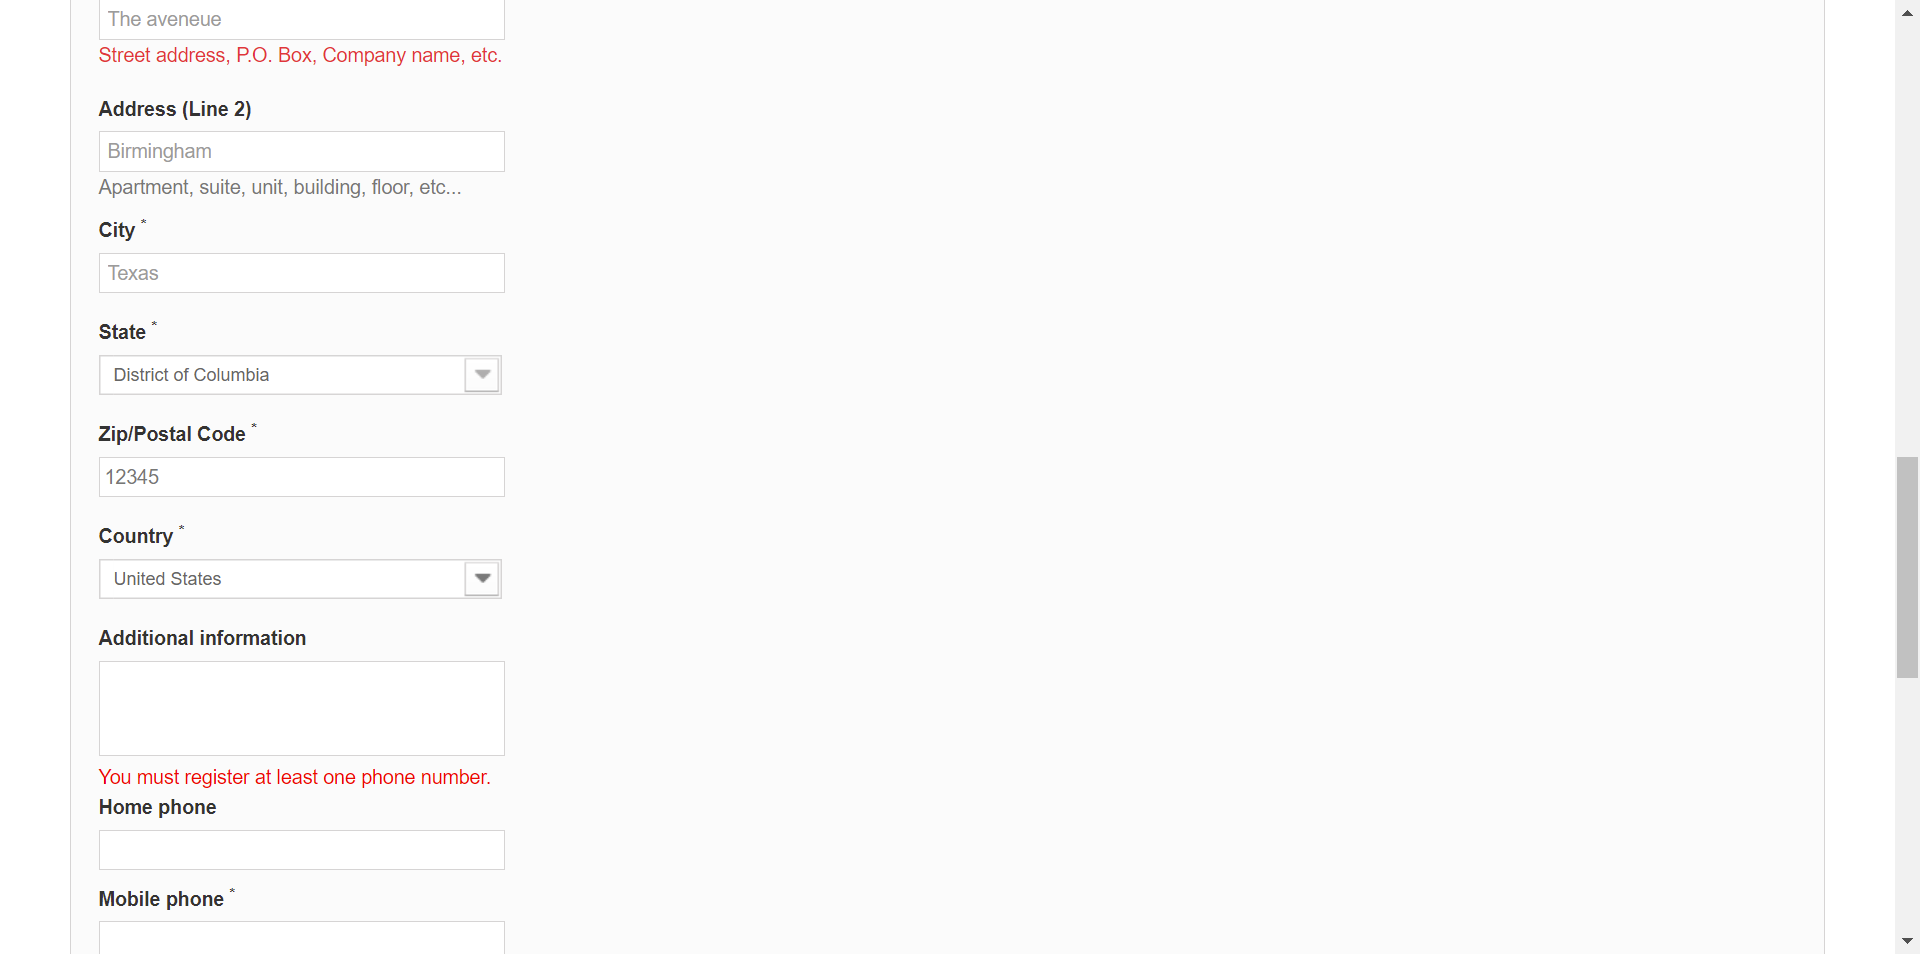 The aveneue
Street address, P.O. Box, Company name, etc.
Address (Line 2)
Birmingham
Apartment, suite, unit, building, floor, etc...
City *
Texas
State *
District of Columbia
Zip/Postal Code *
12345
Country *
United States
Additional information
You must register at least one phone number.
Home phone
Mobile phone *